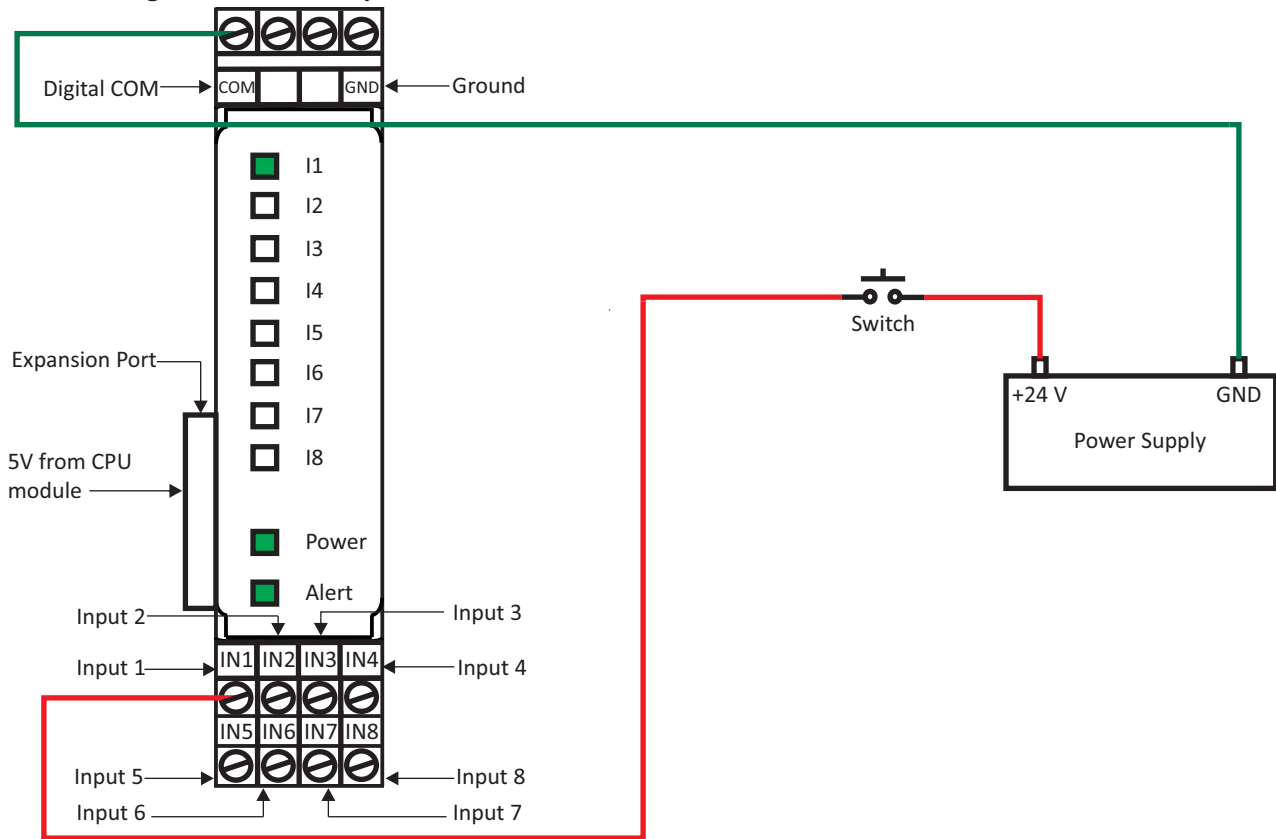 Digital COM
COM
GND
Ground
I1
I2
I3
I4
I5
I6
I7
I8
Switch
+24 V
GND
Power Supply
Expansion Port
5V from CPU
module
Power
Alert
Input 2
Input 3
Input 1
IN1 IN2 IN3 IN4
Input 4
IN5 IN6 IN7 IN8
Input 5
Input 8
Input 6
Input 7